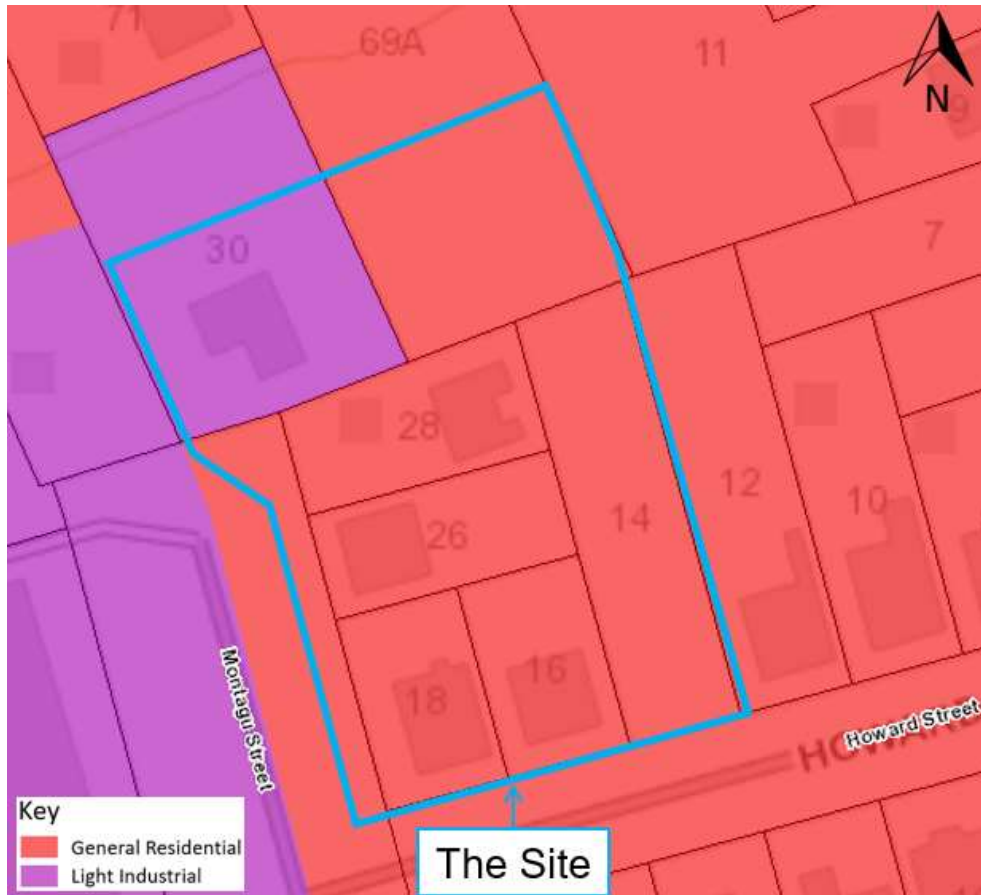 71
69A
11
N
9
30
7
28
14
12
10
26
18
16
Montagu Street
Howard Street
HOWARD
Key
General Residential
Light Industrial
The Site